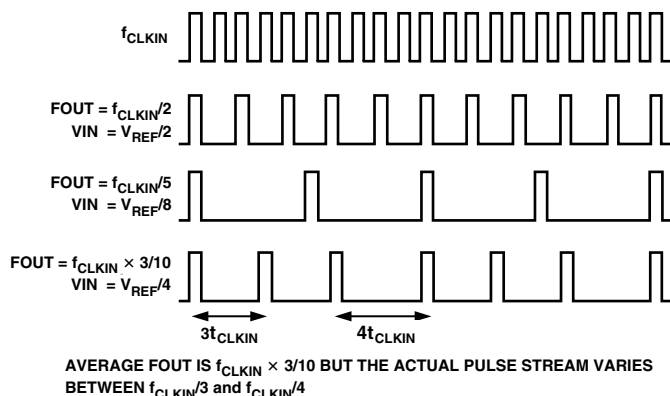 fCLKIN
FOUT = fCLKIN/2
VIN = VREF/2
FOUT = fCLKIN/5
VIN = VREF/8
FOUT = fCLKIN × 3/10
VIN = VREF/4
3tCLKIN
4tCLKIN
AVERAGE FOUT IS fCLKIN × 3/10 BUT THE ACTUAL PULSE STREAM VARIES
BETWEEN fCLKIN/3 and fCLKIN/4